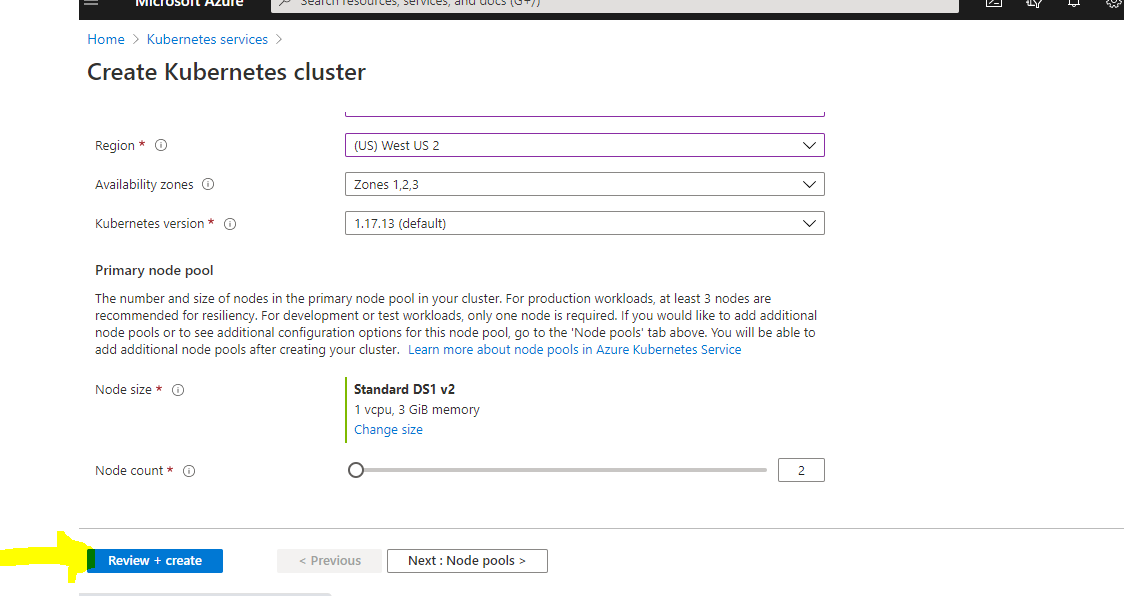 Microsoft Azure
Search resources, services, and docs (G+/)
Home > Kubernetes services >
Create Kubernetes cluster
Region *
(US) West US 2
Availability zones
Zones 1,2,3
Kubernetes version *
1.17.13 (default)
Primary node pool
The number and size of nodes in the primary node pool in your cluster. For production workloads, at least 3 nodes are
recommended for resiliency. For development or test workloads, only one node is required. If you would like to add additional
node pools or to see additional configuration options for this node pool, go to the 'Node pools' tab above. You will be able to
add additional node pools after creating your cluster. Learn more about node pools in Azure Kubernetes Service
Node size *
Standard DS1 v2
1 vcpu, 3 GiB memory
Change size
Node count *
2
Review + create
< Previous
Next : Node pools >